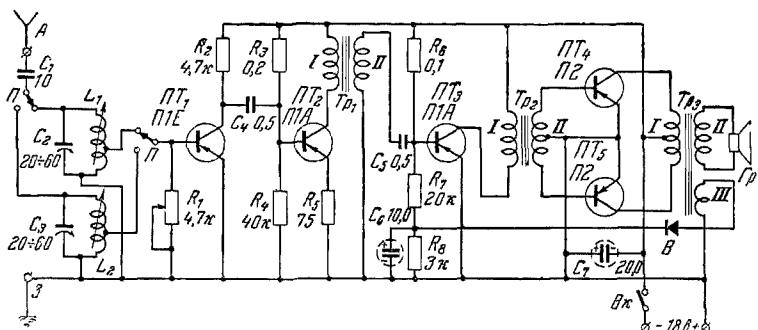 А
C₁
10
П
L₁
C₂
20÷60
C₃
20÷60
L₂
З
П
ПТ₁
П1Е
R₁
4,7к
R₂
4,7к
R₃
0,2
C₄ 0,5
ПТ₂
П1А
R₄
40к
R₅
75
I
II
Тр₁
C₅ 0,5
R₆
0,1
ПТ₃
П1А
R₇
20к
C₆ 10,0
R₈
3к
I
Тр₂
II
ПТ₄
П2
ПТ₅
П2
Тр₃
I
II
III
Гр
В
C₇
20,0
Вк
- 18в +